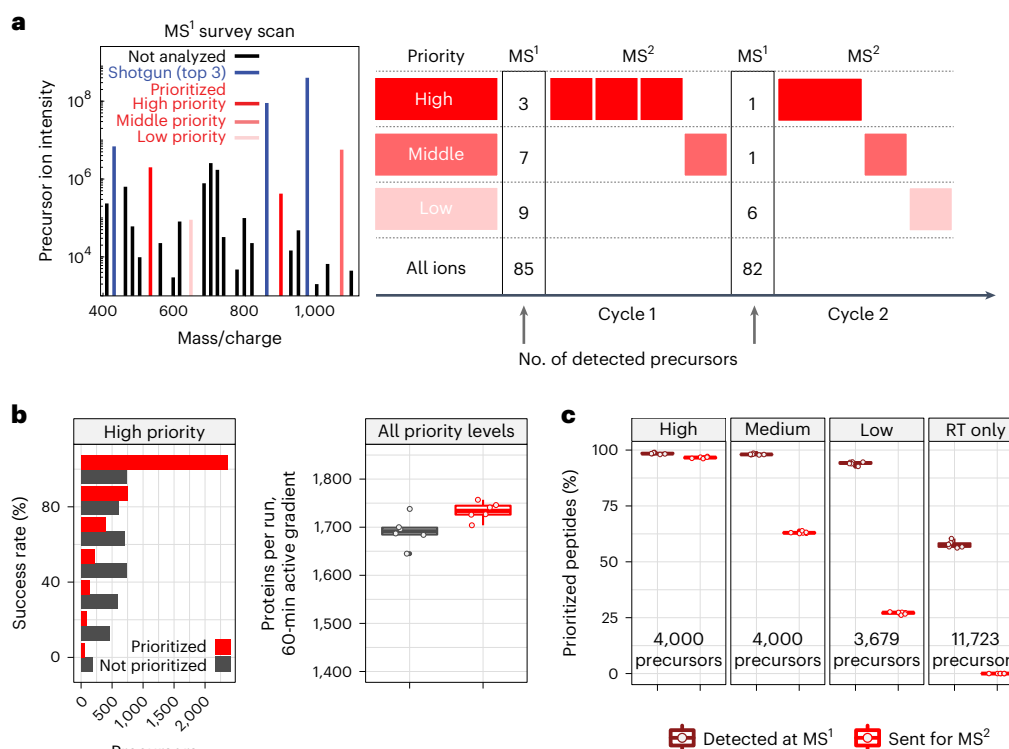 a
MS¹ survey scan
Not analyzed
Shotgun (top 3)
Prioritized
High priority
Middle priority
Low priority
Precursor ion intensity
10⁸
10⁶
10⁴
400 600 800 1,000
Mass/charge
Priority MS¹ MS² MS¹ MS²
High 3 1
Middle 7 1
Low 9 6
All ions 85 82
Cycle 1 Cycle 2
No. of detected precursors
b
High priority
Success rate (%)
80
40
0
Prioritized
Not prioritized
0 500 1,000 1,500 2,000
All priority levels
Proteins per run,
60-min active gradient
1,800
1,700
1,600
1,500
1,400
c
High Medium Low RT only
Prioritized peptides (%)
100
75
50
25
0
4,000 4,000 3,679 11,723
precursors precursors precursors precursors
Detected at MS¹ Sent for MS²